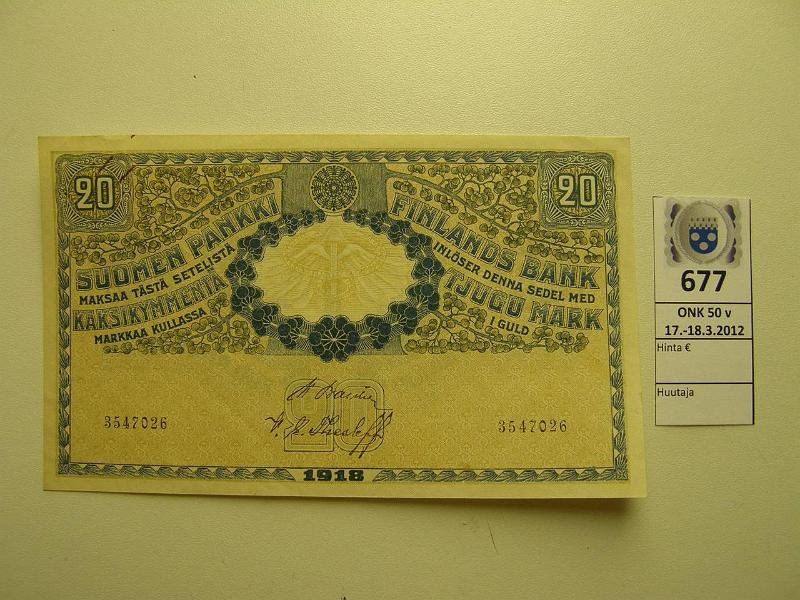 20
20
SUOMEN PANKKI
MAKSAA TÄSTÄ SETELISTÄ
KAKSIKYMMENTÄ
MARKKAA KULLASSA
FINLANDS BANK
INLÖSER DENNA SEDEL MED
TJUGU MARK
I GULD
20
3547026
3547026
1918
677
ONK 50 v
17.-18.3.2012
Hinta €
Huutaja